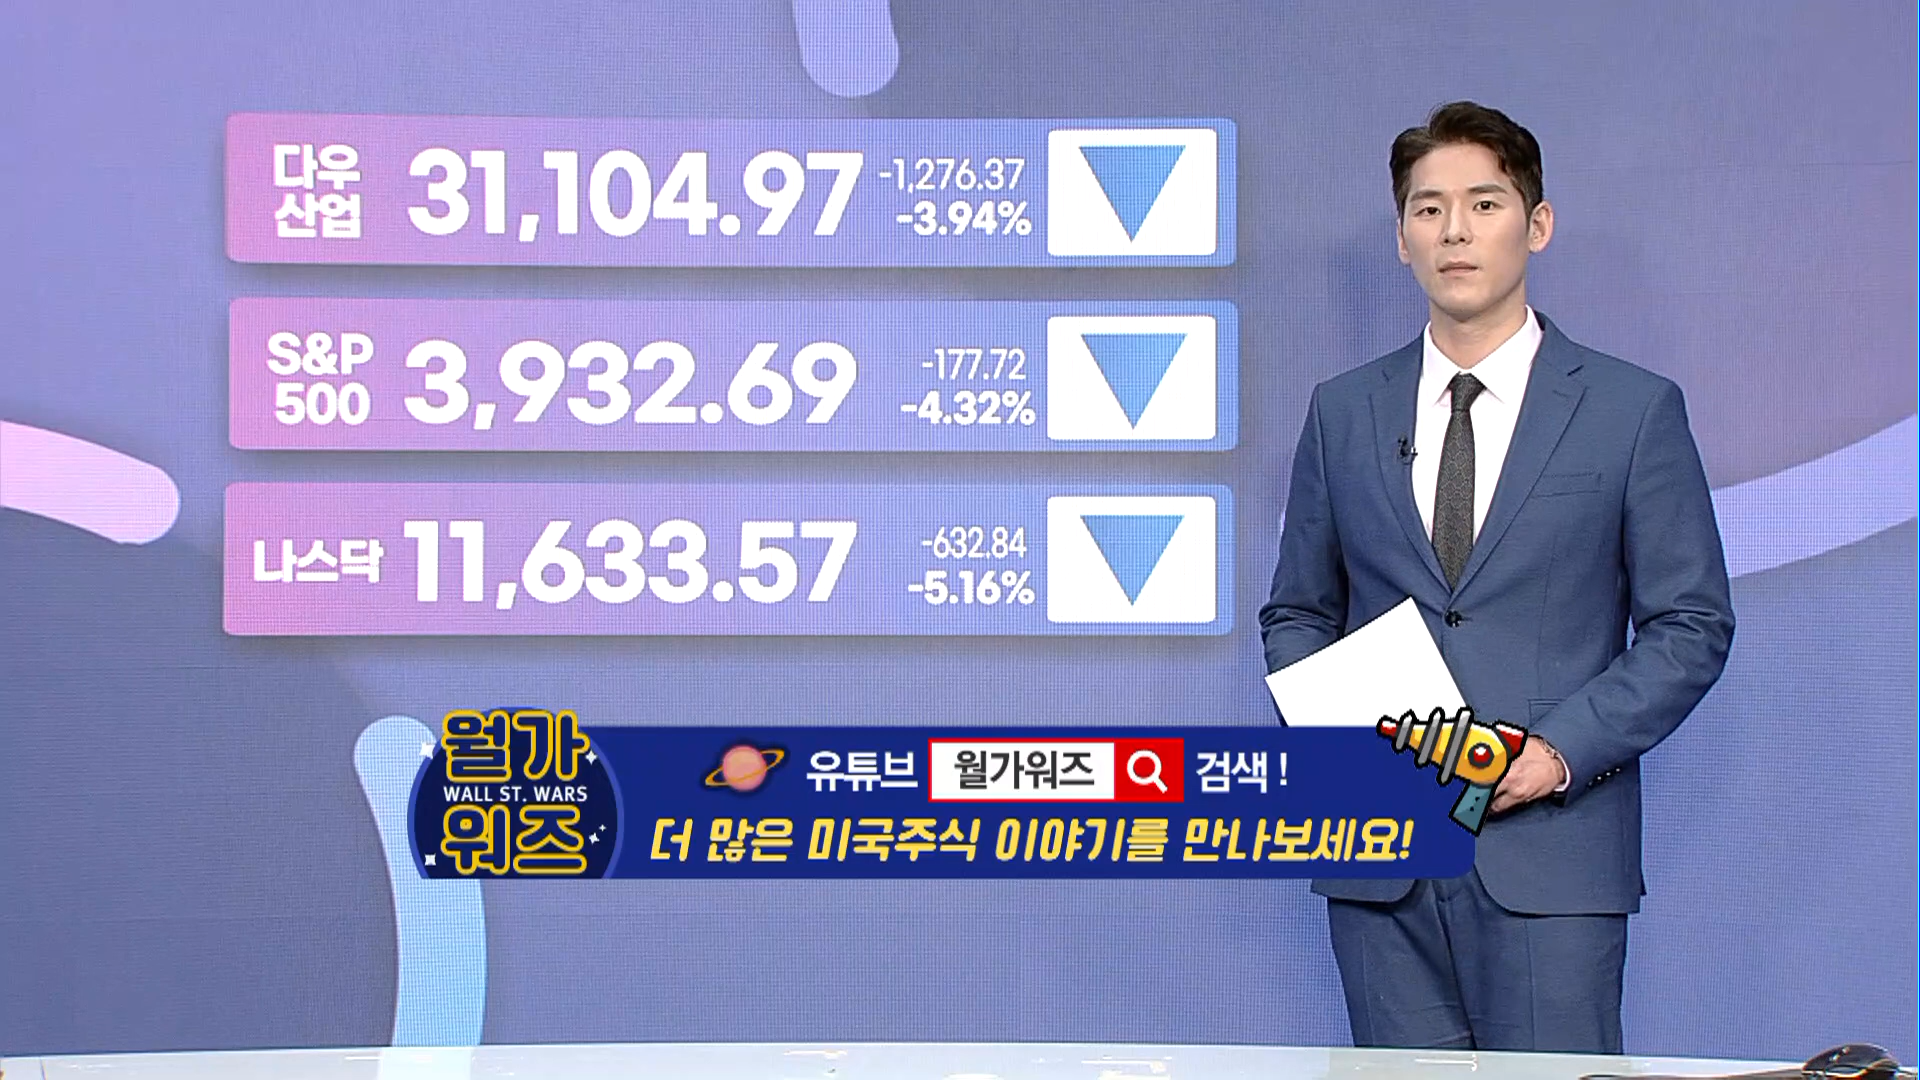 다우
산업
31,104.97
-1,276.37
-3.94%
S&P
500
3,932.69
-177.72
-4.32%
나스닥
11,633.57
-632.84
-5.16%
월가
WALL ST. WARS
워즈
유튜브 월가워즈 검색!
더 많은 미국주식 이야기를 만나보세요!